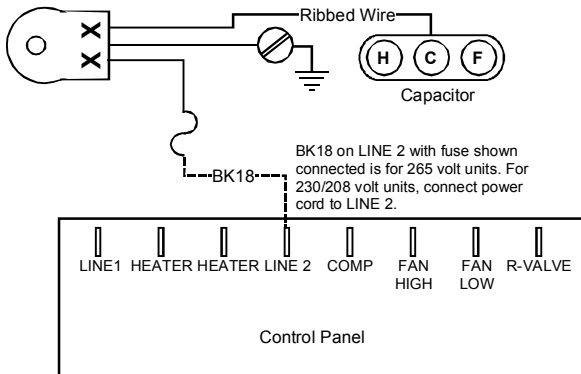 X
X
Ribbed Wire
H C F
Capacitor
BK18 on LINE 2 with fuse shown
connected is for 265 volt units. For
230/208 volt units, connect power
cord to LINE 2.
BK18
LINE1 HEATER HEATER LINE 2 COMP FAN HIGH FAN LOW R-VALVE
Control Panel